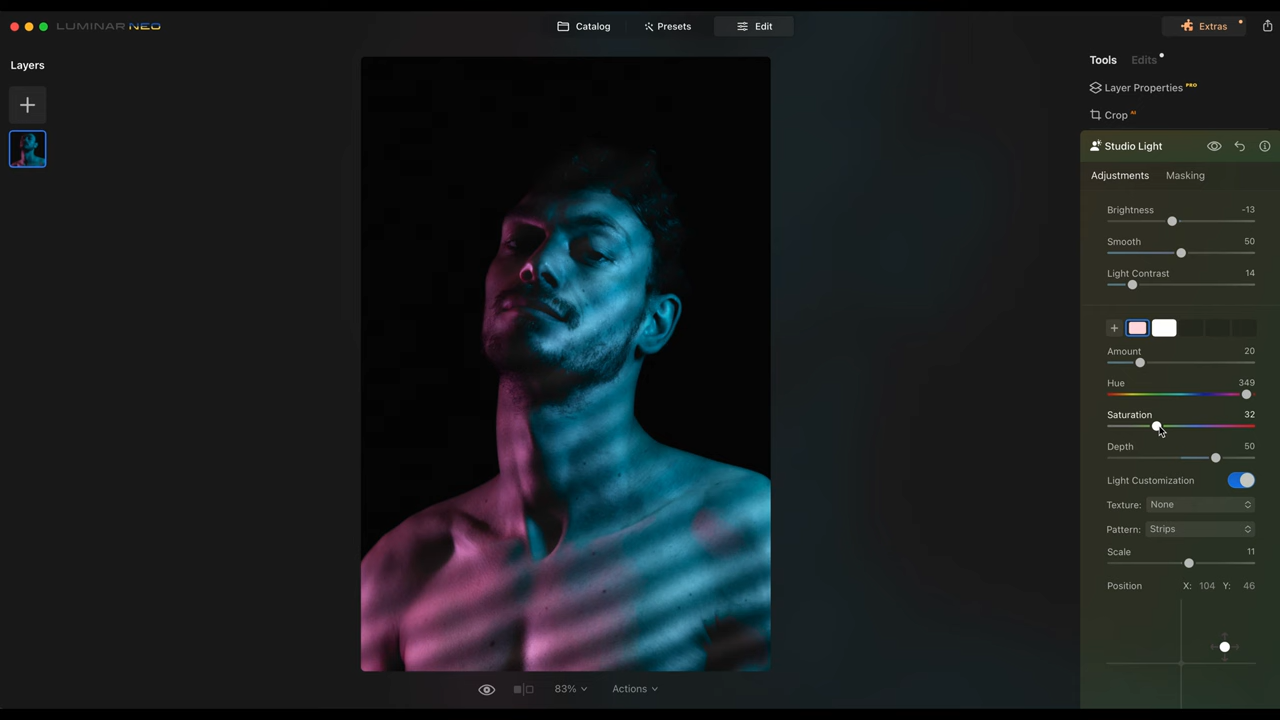 LUMINAR NEO
Catalog
Presets
Edit
Extras
Layers
Tools
Edits
Layer Properties PRO
Crop AI
Studio Light
Adjustments
Masking
Brightness -13
Smooth 50
Light Contrast 14
Amount 20
Hue 349
Saturation 32
Depth 50
Light Customization
Texture: None
Pattern: Strips
Scale 11
Position X: 104 Y: 46
83%
Actions